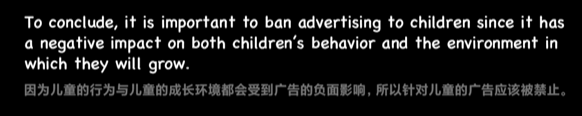 To conclude, it is important to ban advertising to children since it has
a negative impact on both children's behavior and the environment in
which they will grow.
因为儿童的行为与儿童的成长环境都会受到广告的负面影响，所以针对儿童的广告应该被禁止。